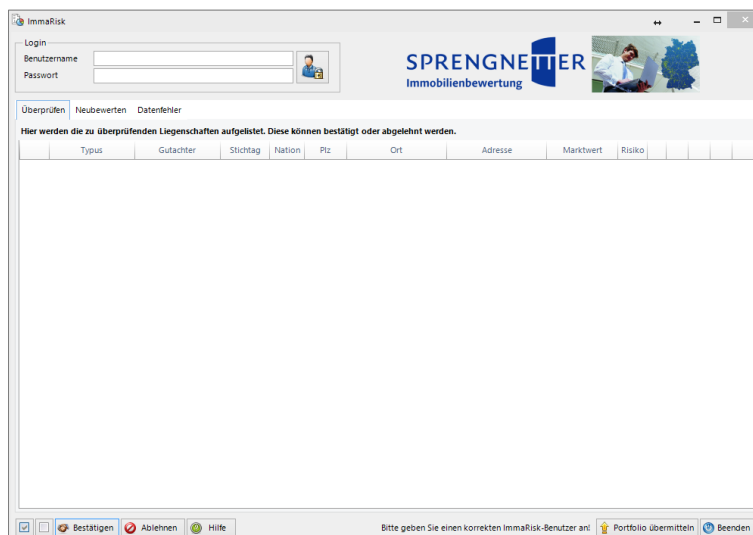 ImmaRisk
Login
Benutzername
Passwort
SPRENGNETTER
Immobilienbewertung
Überprüfen Neubewerten Datenfehler
Hier werden die zu überprüfenden Liegenschaften aufgelistet. Diese können bestätigt oder abgelehnt werden.
Typus Gutachter Stichtag Nation Plz Ort Adresse Marktwert Risiko
Bestätigen Ablehnen Hilfe Bitte geben Sie einen korrekten ImmaRisk-Benutzer an! Portfolio übermitteln Beenden